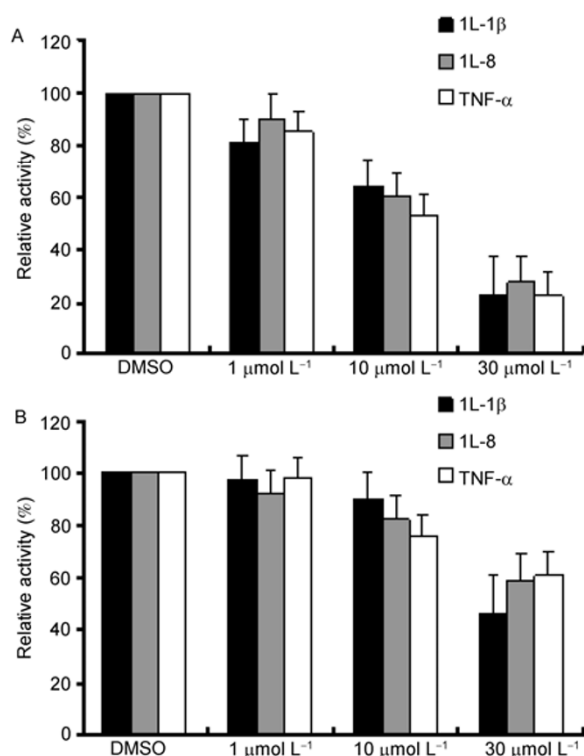 A
120
100
80
60
40
20
0
Relative activity (%)
1L-1β
1L-8
TNF-α
DMSO
1 μmol L⁻¹
10 μmol L⁻¹
30 μmol L⁻¹
B
120
100
80
60
40
20
0
Relative activity (%)
1L-1β
1L-8
TNF-α
DMSO
1 μmol L⁻¹
10 μmol L⁻¹
30 μmol L⁻¹